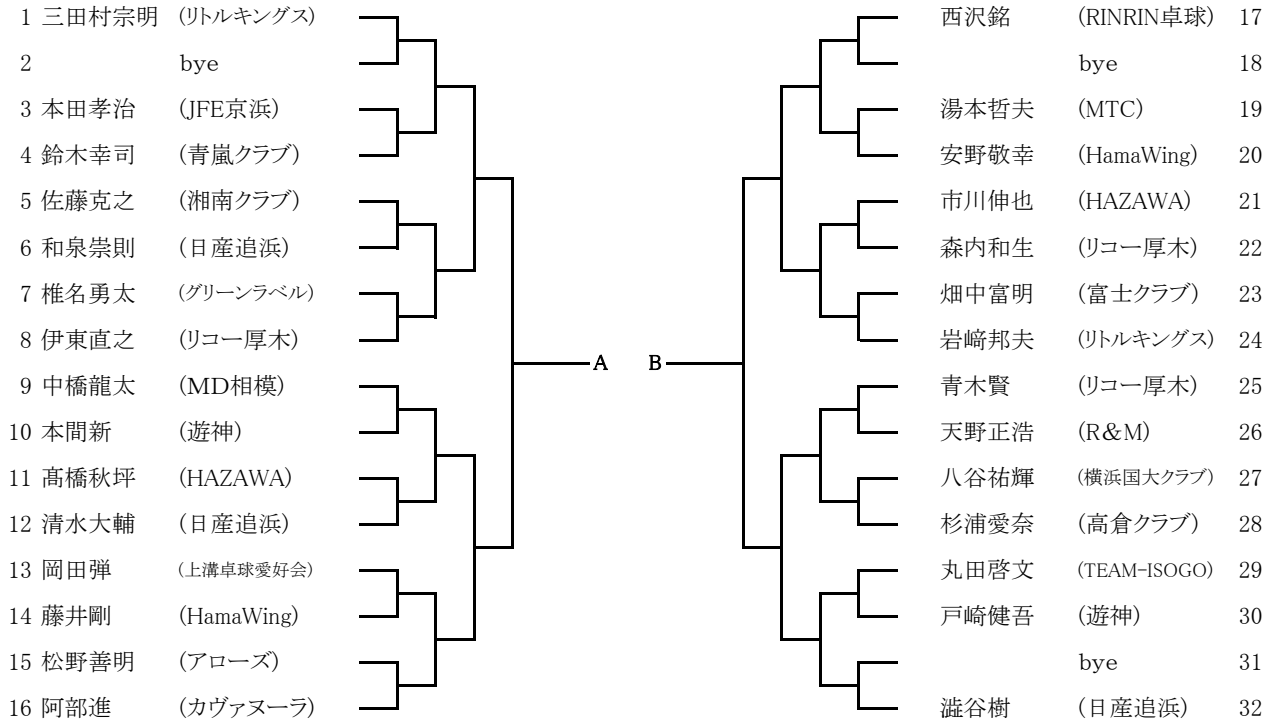 1 三田村宗明 (リトルキングス)
2 bye
3 本田孝治 (JFE京浜)
4 鈴木幸司 (青嵐クラブ)
5 佐藤克之 (湘南クラブ)
6 和泉崇則 (日産追浜)
7 椎名勇太 (グリーンラベル)
8 伊東直之 (リコー厚木)
9 中橋龍太 (MD相模)
10 本間新 (遊神)
11 髙橋秋坪 (HAZAWA)
12 清水大輔 (日産追浜)
13 岡田弾 (上溝卓球愛好会)
14 藤井剛 (HamaWing)
15 松野善明 (アローズ)
16 阿部進 (カヴァヌーラ)
A B
西沢銘 (RINRIN卓球) 17
bye 18
湯本哲夫 (MTC) 19
安野敬幸 (HamaWing) 20
市川伸也 (HAZAWA) 21
森内和生 (リコー厚木) 22
畑中富明 (富士クラブ) 23
岩﨑邦夫 (リトルキングス) 24
青木賢 (リコー厚木) 25
天野正浩 (R&M) 26
八谷祐輝 (横浜国大クラブ) 27
杉浦愛奈 (高倉クラブ) 28
丸田啓文 (TEAM-ISOGO) 29
戸崎健吾 (遊神) 30
bye 31
澁谷樹 (日産追浜) 32